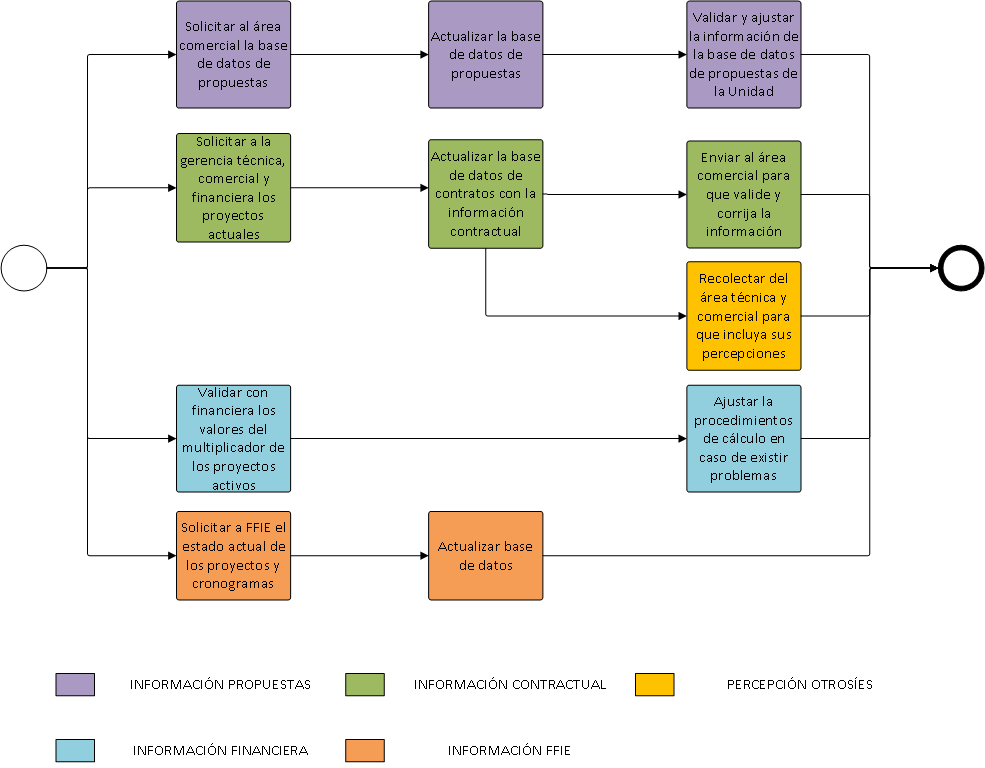 Solicitar al área
comercial la base
de datos de
propuestas
Actualizar la base
de datos de
propuestas
Validar y ajustar
la información de
la base de datos
de propuestas de
la Unidad
Solicitar a la
gerencia técnica,
comercial y
financiera los
proyectos
actuales
Actualizar la base
de datos de
contratos con la
información
contractual
Enviar al área
comercial para
que valide y
corrija la
información
Recolectar del
área técnica y
comercial para
que incluya sus
percepciones
Validar con
financiera los
valores del
multiplicador de
los proyectos
activos
Ajustar la
procedimientos
de cálculo en
caso de existir
problemas
Solicitar a FFIE el
estado actual de
los proyectos y
cronogramas
Actualizar base
de datos
INFORMACIÓN PROPUESTAS
INFORMACIÓN CONTRACTUAL
PERCEPCIÓN OTROSÍES
INFORMACIÓN FINANCIERA
INFORMACIÓN FFIE